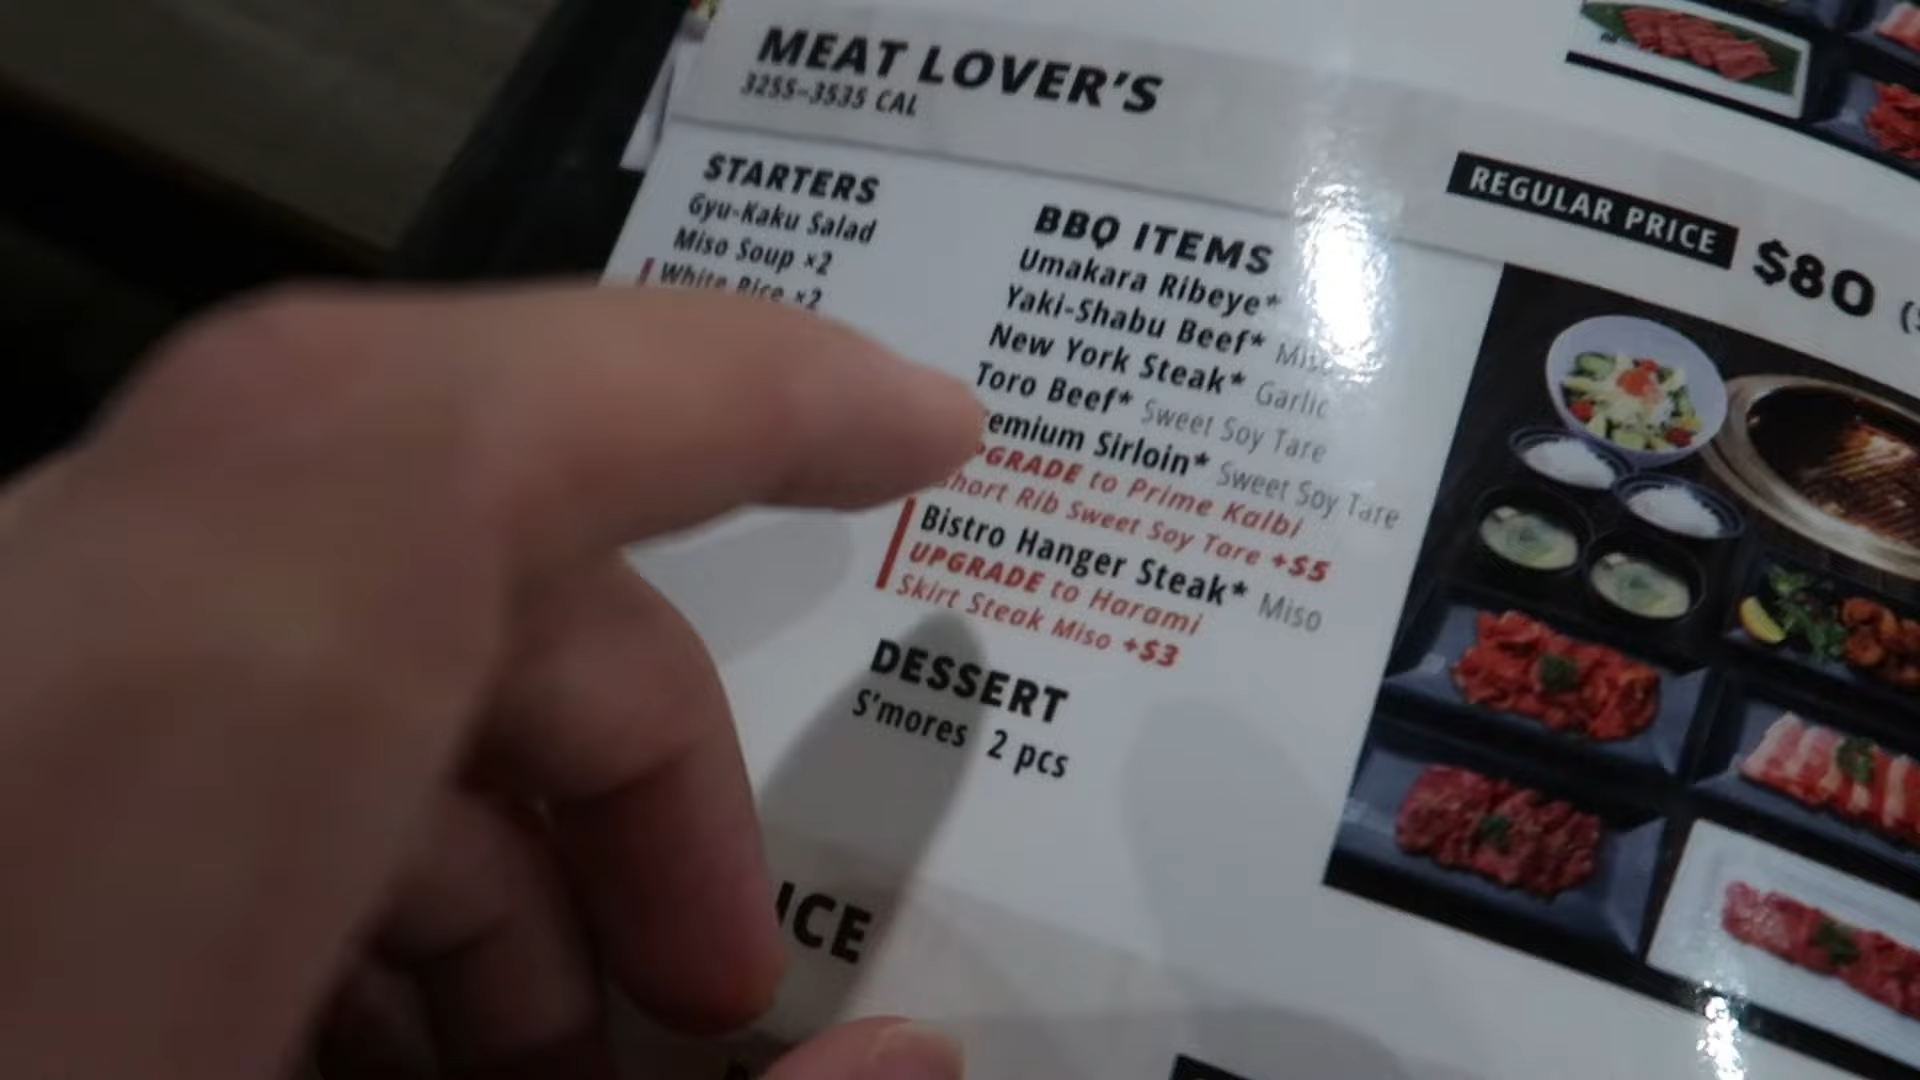 MEAT LOVER'S
3255–3535 CAL
STARTERS
Gyu-Kaku Salad
Miso Soup ×2
White Rice ×2
BBQ ITEMS
Umakara Ribeye*
Yaki-Shabu Beef*
New York Steak* Garlic
Toro Beef* Sweet Soy Tare
Sirloin* Sweet Soy Tare
to Prime Kalbi
Short Rib Sweet Soy Tare +$5
Bistro Hanger Steak* Miso
UPGRADE to Harami
Skirt Steak Miso +$3
DESSERT
S'mores 2 pcs
REGULAR PRICE
$80